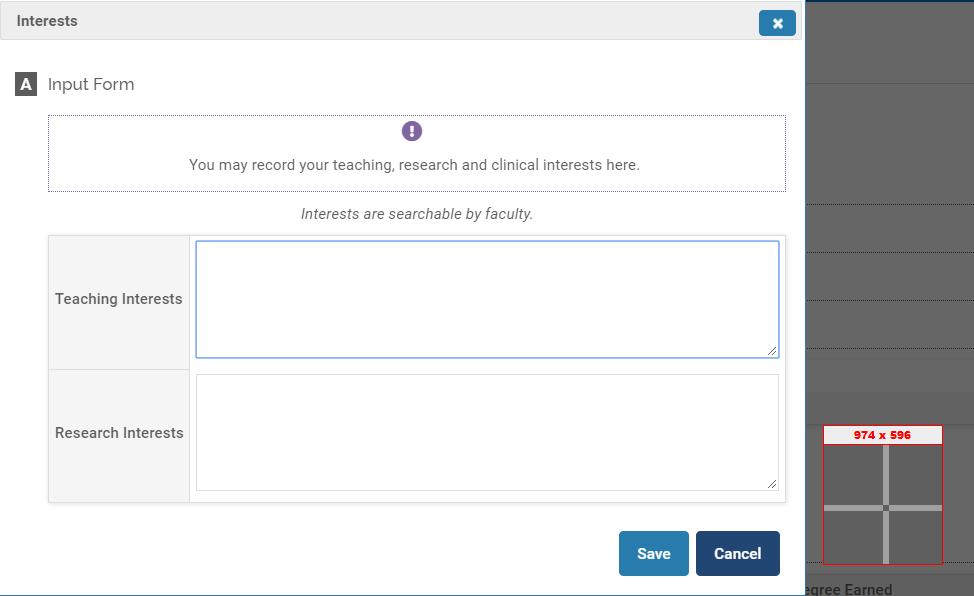 Interests
A Input Form
You may record your teaching, research and clinical interests here.
Interests are searchable by faculty.
Teaching Interests
Research Interests
974 x 596
Save Cancel
egree Earned